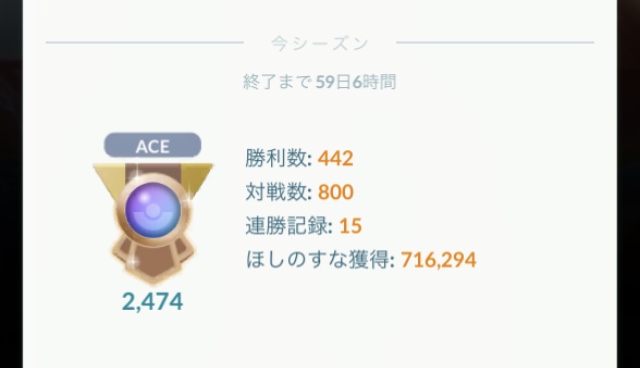 今シーズン
終了まで 59日6時間
ACE
勝利数: 442
対戦数: 800
連勝記録: 15
ほしのすな獲得: 716,294
2,474